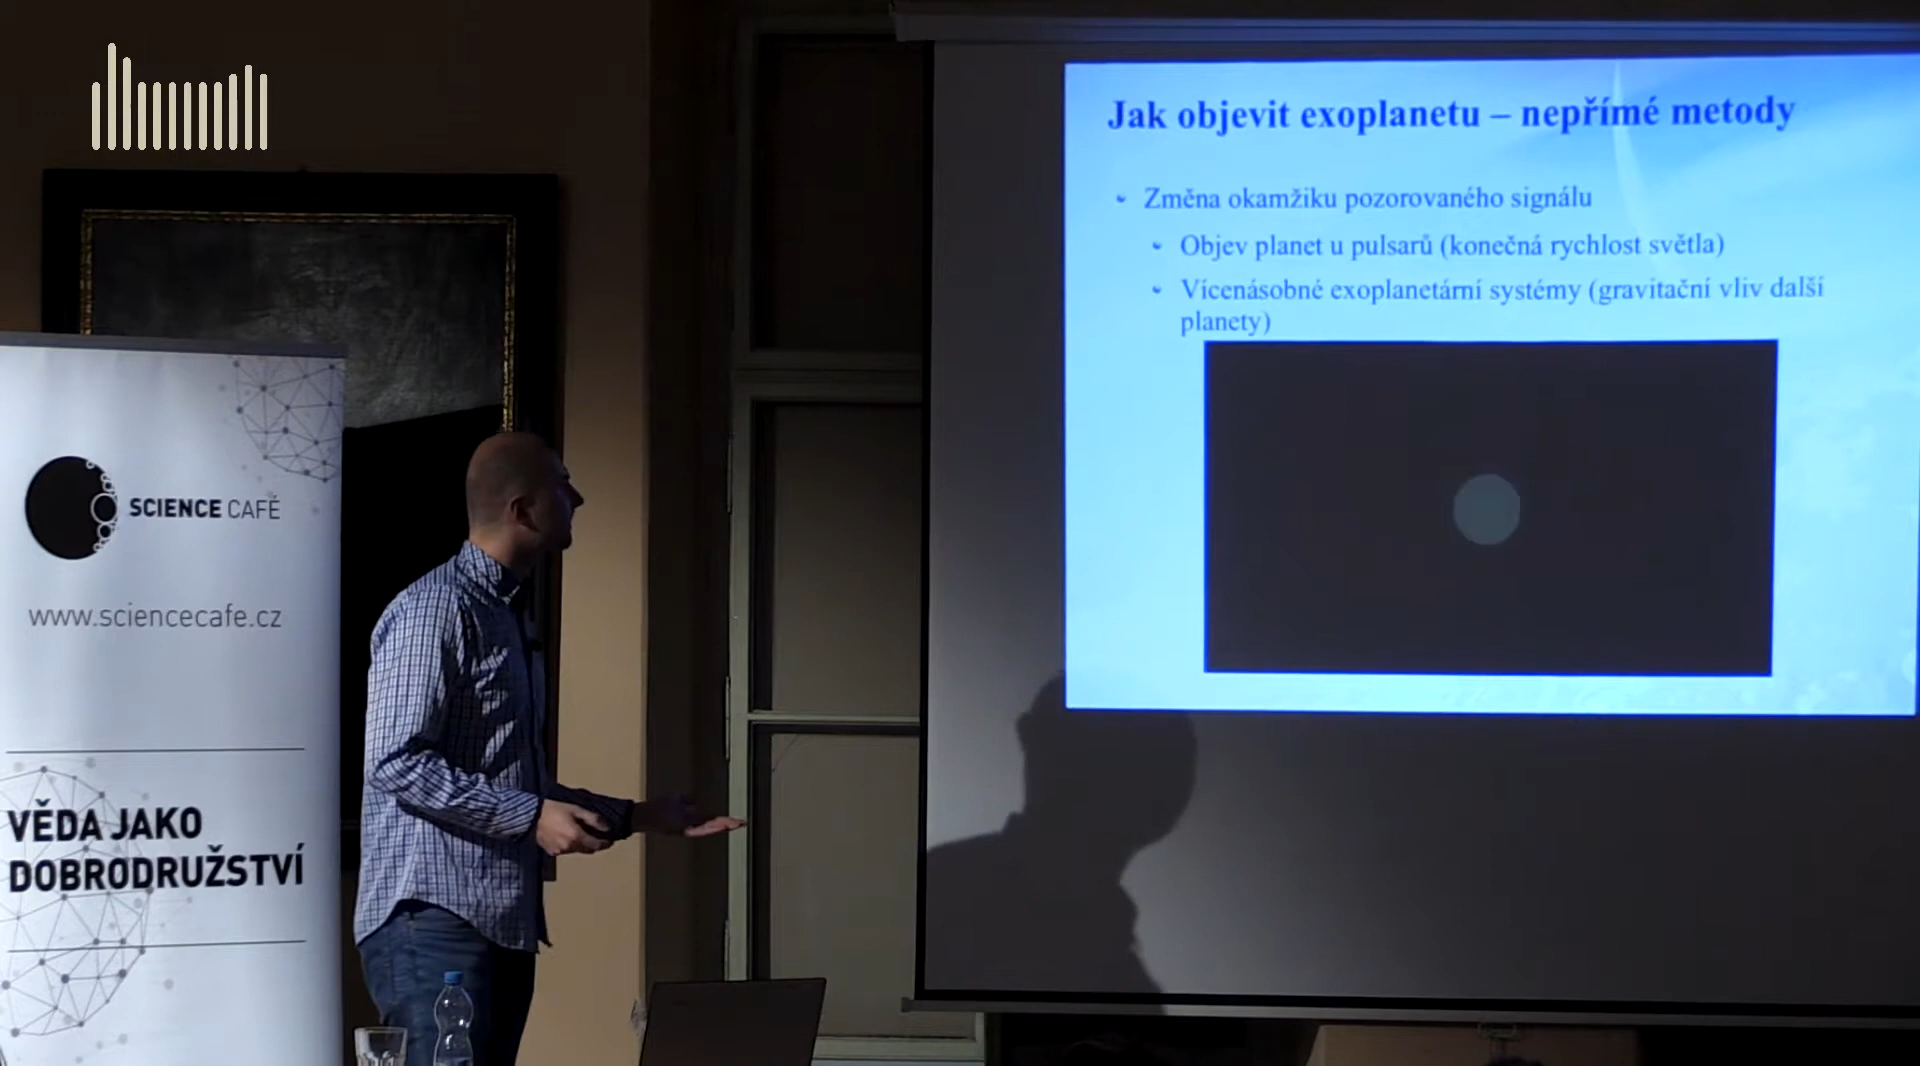 Jak objevit exoplanetu – nepřímé metody
Změna okamžiku pozorovaného signálu
Objev planet u pulsarů (konečná rychlost světla)
Vícenásobné exoplanetární systémy (gravitační vliv další
planety)
SCIENCE CAFÉ
www.sciencecafe.cz
VĚDA JAKO
DOBRODRUŽSTVÍ